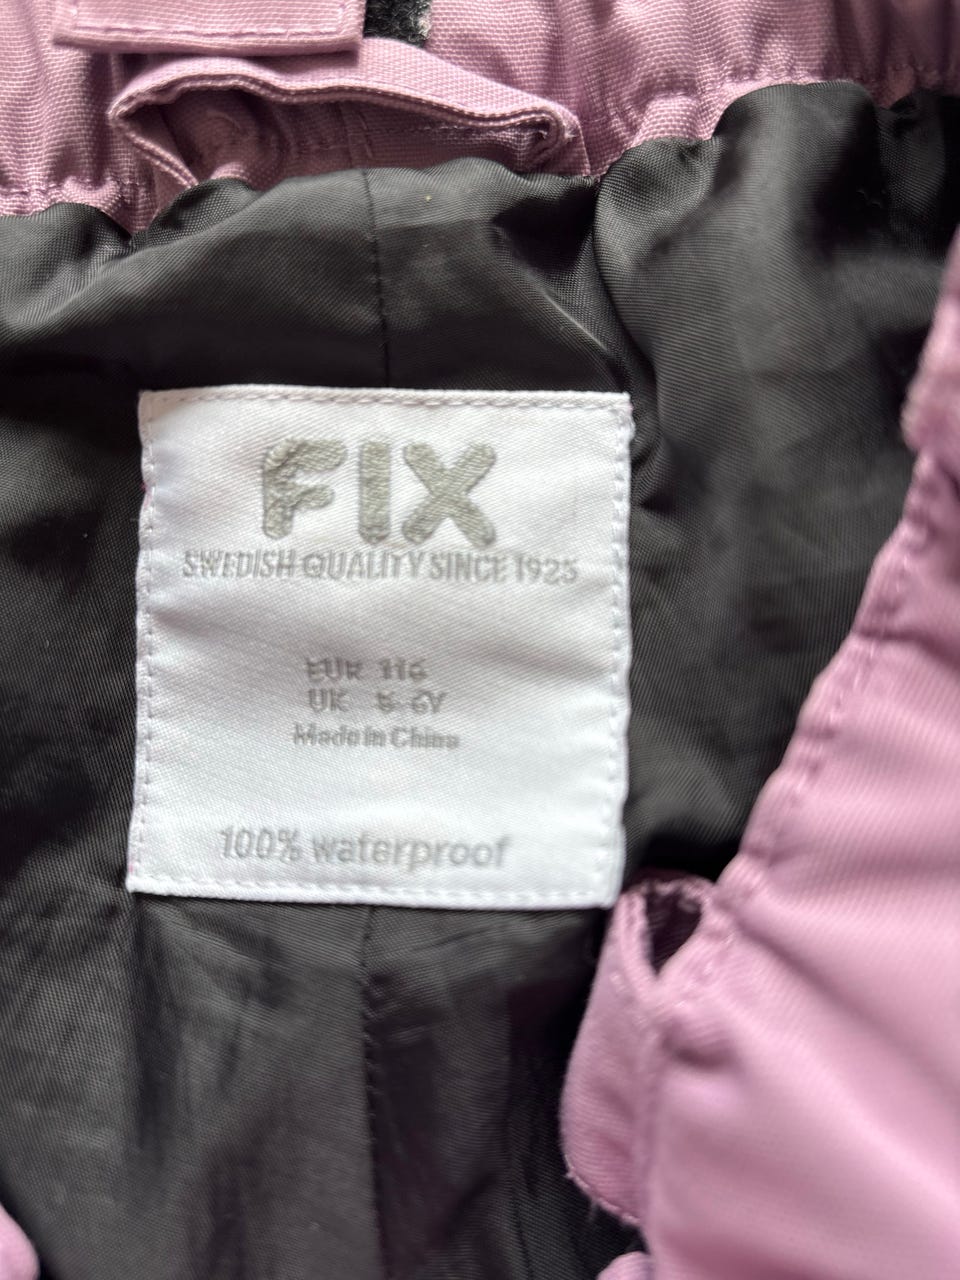 FIX
SWEDISH QUALITY SINCE 1925
EUR 116
UK 5-6Y
Made in China
100% waterproof